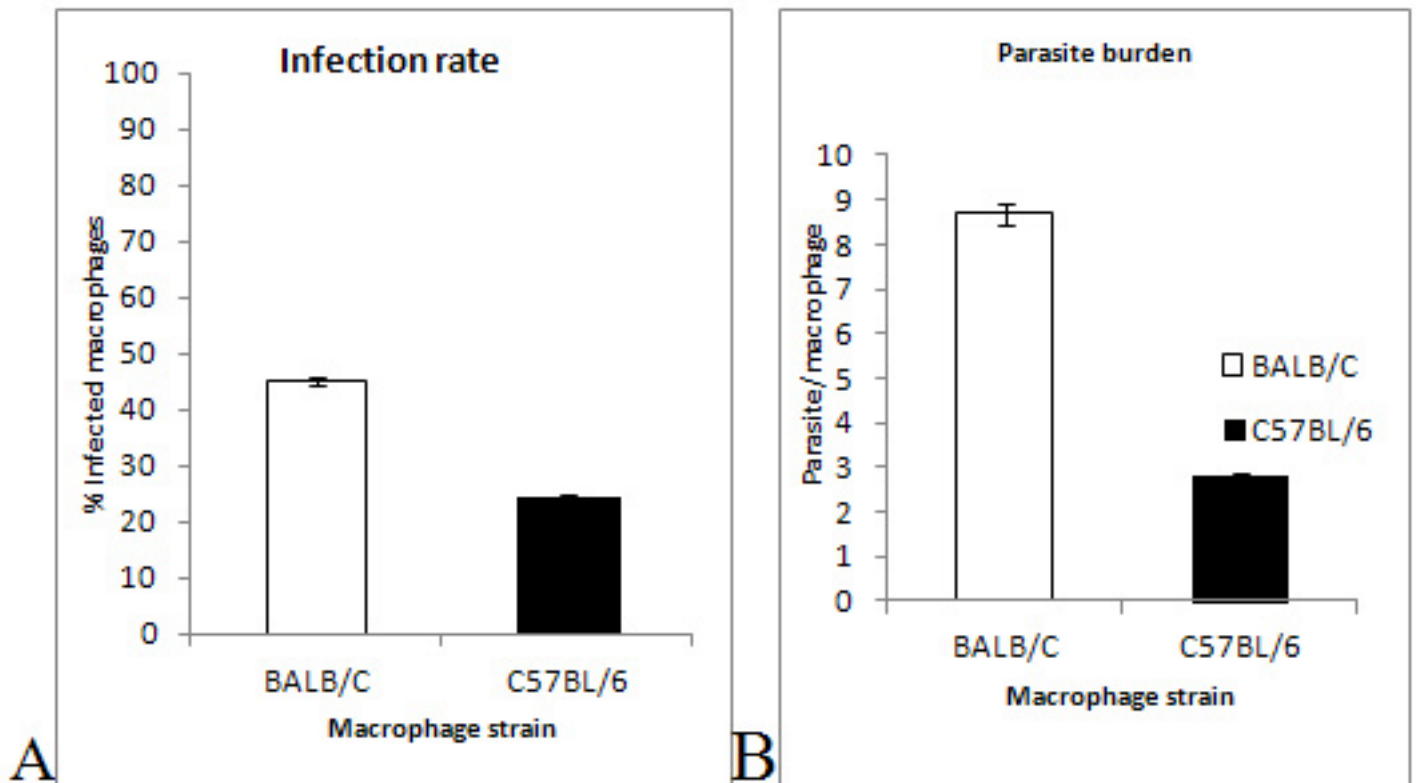 Infection rate
100
90
80
70
60
50
40
30
20
10
0
% Infected macrophages
BALB/C C57BL/6
Macrophage strain
A
Parasite burden
10
9
8
7
6
5
4
3
2
1
0
Parasite/macrophage
BALB/C
C57BL/6
BALB/C C57BL/6
Macrophage strain
B